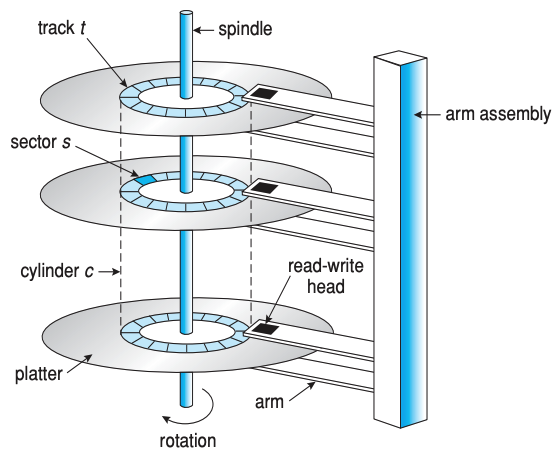 track t
spindle
arm assembly
sector s
cylinder c
read-write
head
platter
arm
rotation